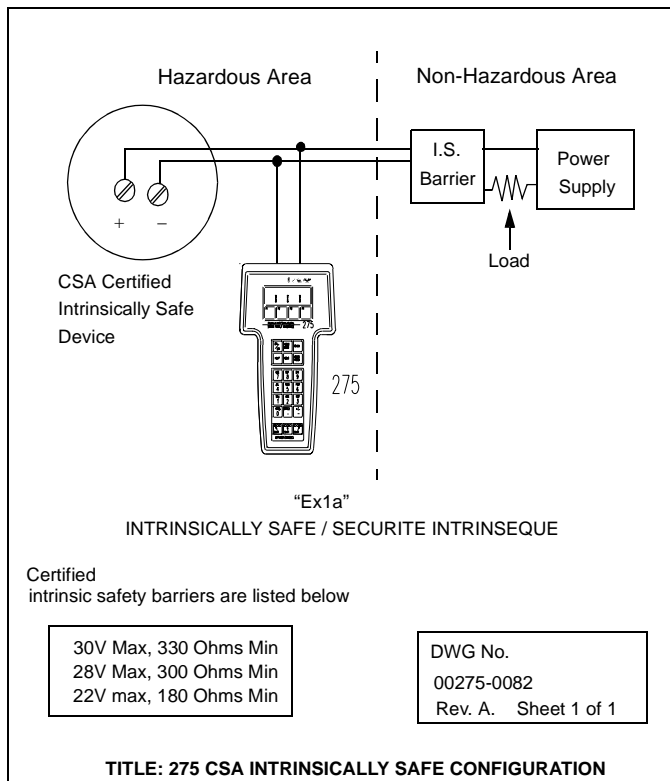 Hazardous Area
Non-Hazardous Area
I.S.
Barrier
Power
Supply
Load
+ −
CSA Certified
Intrinsically Safe
Device
275
275
“Ex1a”
INTRINSICALLY SAFE / SECURITE INTRINSEQUE
Certified
intrinsic safety barriers are listed below
30V Max, 330 Ohms Min
28V Max, 300 Ohms Min
22V max, 180 Ohms Min
DWG No.
00275-0082
Rev. A. Sheet 1 of 1
TITLE: 275 CSA INTRINSICALLY SAFE CONFIGURATION